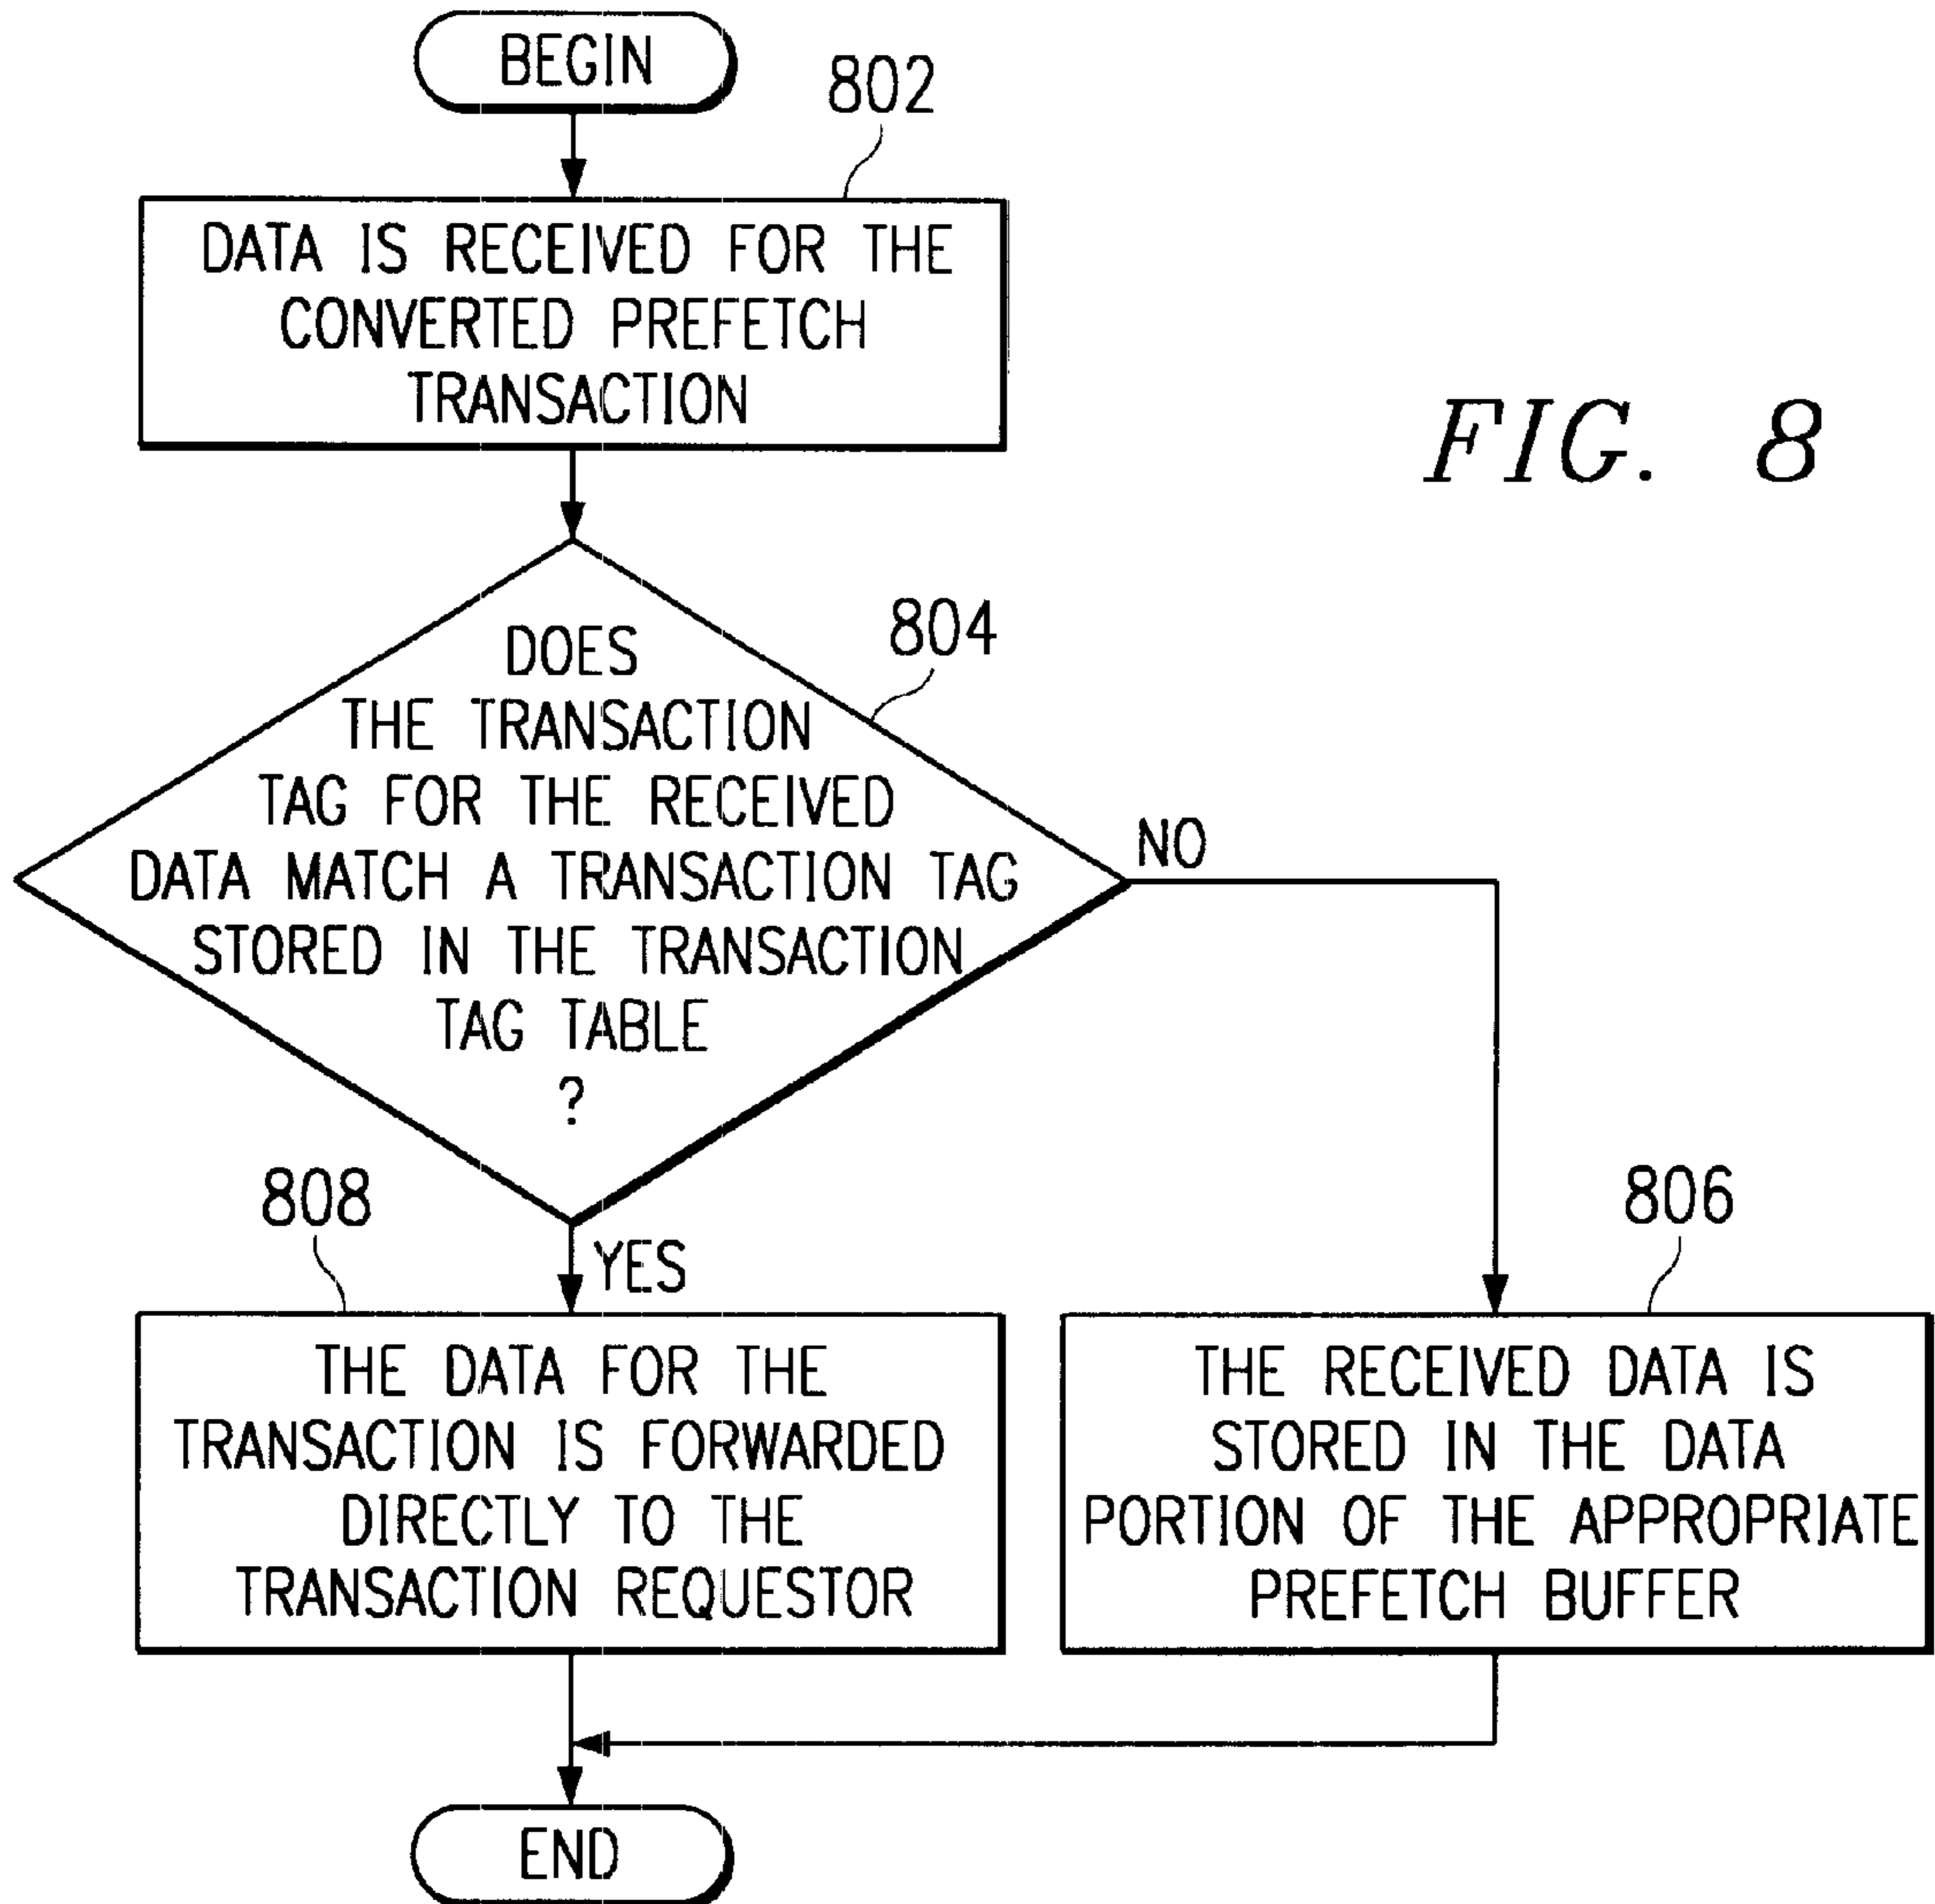 BEGIN
802
DATA IS RECEIVED FOR THE
CONVERTED PREFETCH
TRANSACTION
FIG. 8
804
DOES
THE TRANSACTION
TAG FOR THE RECEIVED
DATA MATCH A TRANSACTION TAG
STORED IN THE TRANSACTION
TAG TABLE
?
NO
YES
808
THE DATA FOR THE
TRANSACTION IS FORWARDED
DIRECTLY TO THE
TRANSACTION REQUESTOR
806
THE RECEIVED DATA IS
STORED IN THE DATA
PORTION OF THE APPROPRIATE
PREFETCH BUFFER
END